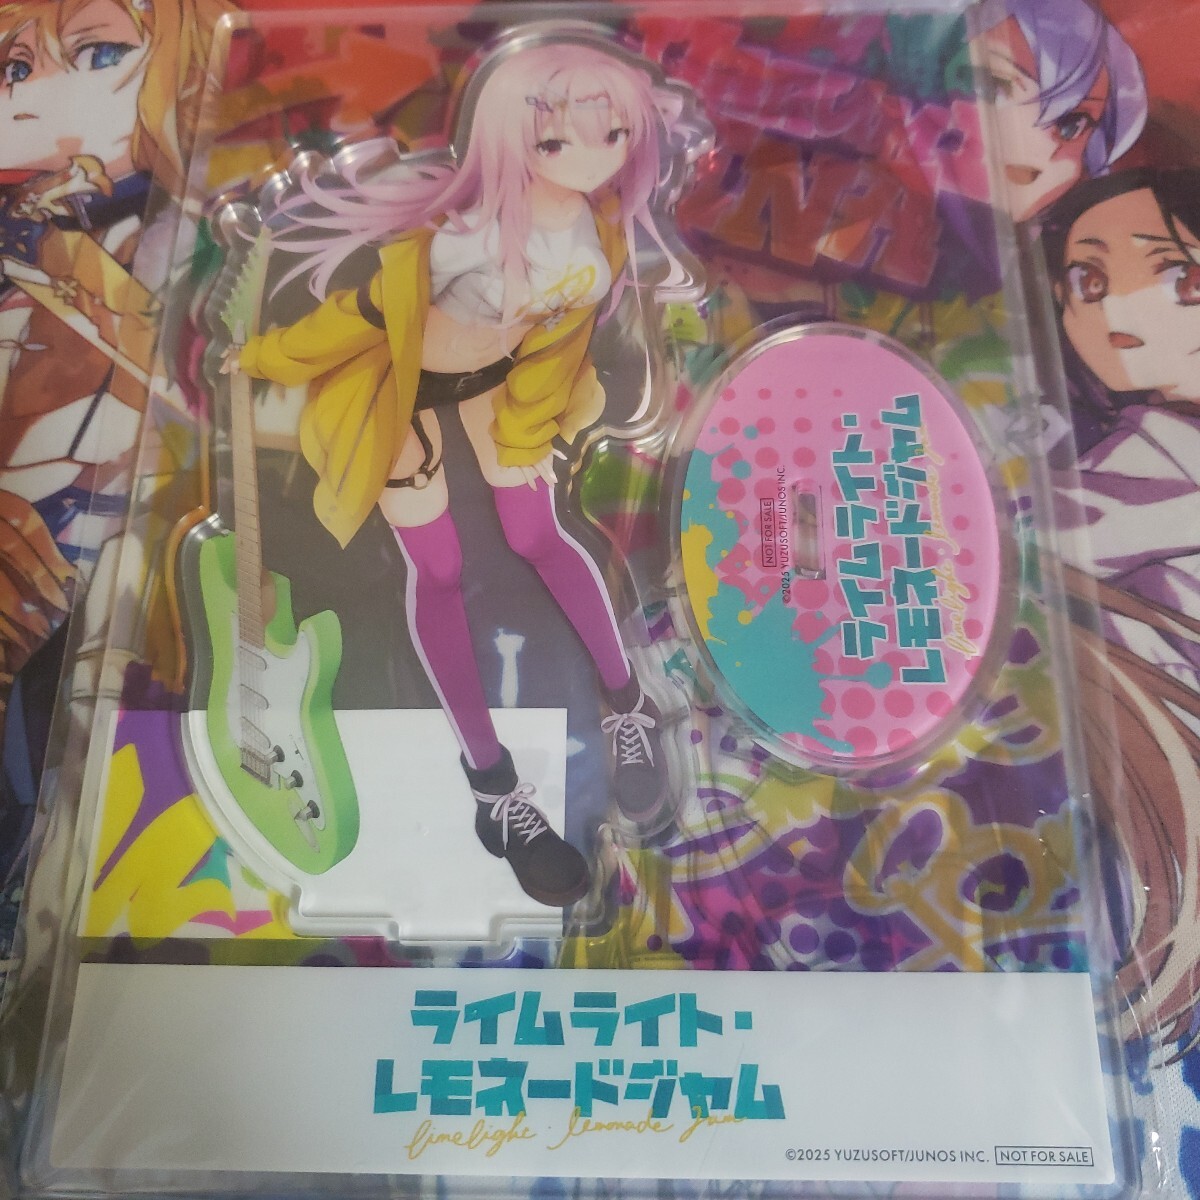 ライムライト・
レモネードジャム
limelight lemonade jam
NOT FOR SALE
©2025 YUZUSOFT/JUNOS INC.
ライムライト・
レモネードジャム
limelight・lemonade jam
©2025 YUZUSOFT/JUNOS INC. NOT FOR SALE